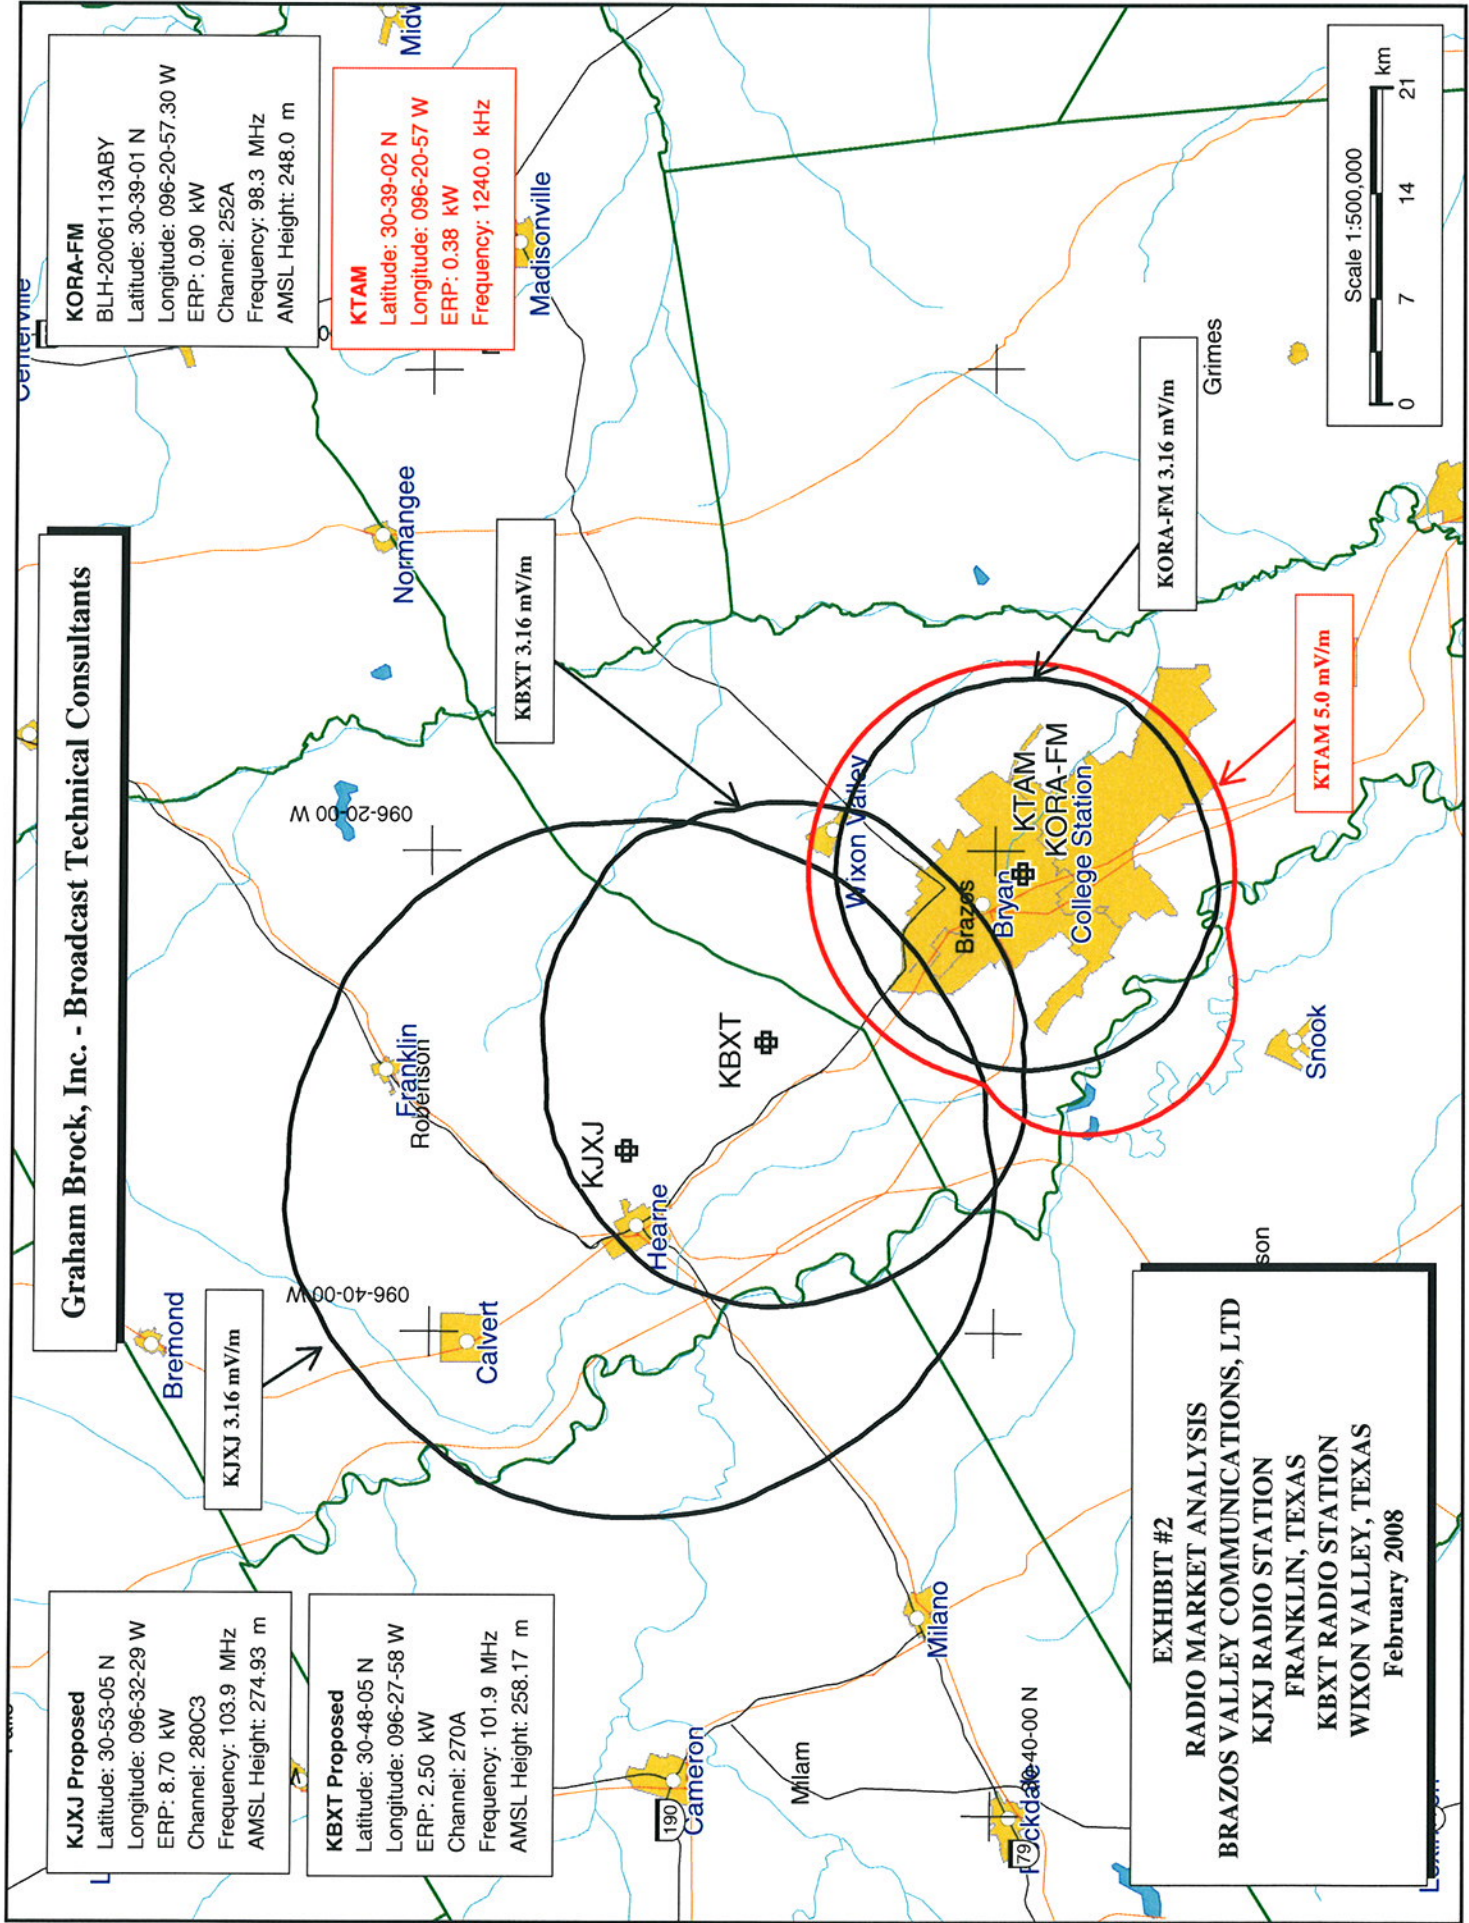 Graham Brock, Inc. - Broadcast Technical Consultants
KJXJ Proposed
Latitude: 30-53-05 N
Longitude: 096-32-29 W
ERP: 8.70 kW
Channel: 280C3
Frequency: 103.9 MHz
AMSL Height: 274.93 m
KBXT Proposed
Latitude: 30-48-05 N
Longitude: 096-27-58 W
ERP: 2.50 kW
Channel: 270A
Frequency: 101.9 MHz
AMSL Height: 258.17 m
KORA-FM
BLH-20061113ABY
Latitude: 30-39-01 N
Longitude: 096-20-57.30 W
ERP: 0.90 kW
Channel: 252A
Frequency: 98.3 MHz
AMSL Height: 248.0 m
KTAM
Latitude: 30-39-02 N
Longitude: 096-20-57 W
ERP: 0.38 kW
Frequency: 1240.0 kHz
Centerville
Bremond
KJXJ 3.16 mV/m
096-40-00 W
096-20-00 W
Calvert
Franklin
Robertson
Normangee
Madisonville
KBXT 3.16 mV/m
KJXJ
Hearne
KBXT
Cameron
190
Milam
Milano
79
Wixon Valley
Brazos
Bryan
KTAM
KORA-FM
College Station
KORA-FM 3.16 mV/m
Grimes
KTAM 5.0 mV/m
Snook
EXHIBIT #2
RADIO MARKET ANALYSIS
BRAZOS VALLEY COMMUNICATIONS, LTD
KJXJ RADIO STATION
FRANKLIN, TEXAS
KBXT RADIO STATION
WIXON VALLEY, TEXAS
February 2008
Scale 1:500,000
0 7 14 21 km